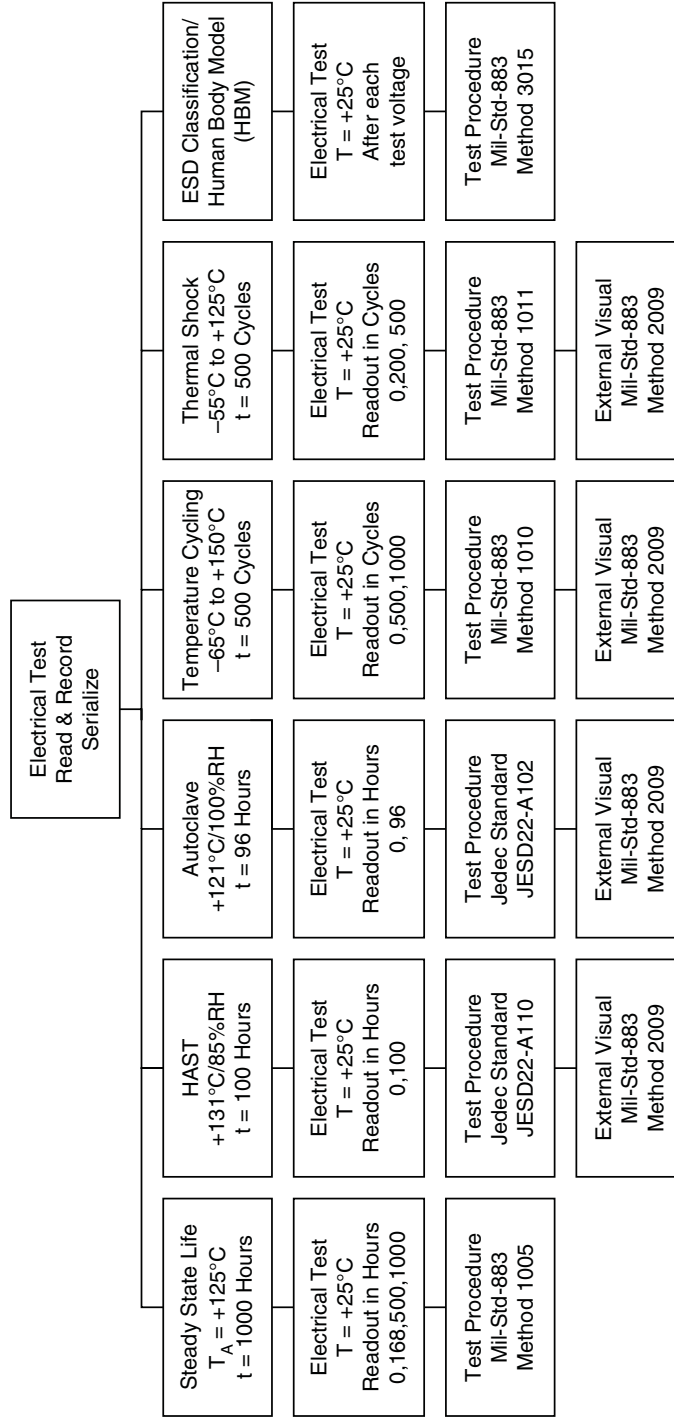 Electrical Test
Read & Record
Serialize
Steady State Life
T_A = +125°C
t = 1000 Hours
Electrical Test
T = +25°C
Readout in Hours
0,168,500,1000
Test Procedure
Mil-Std-883
Method 1005
HAST
+131°C/85%RH
t = 100 Hours
Electrical Test
T = +25°C
Readout in Hours
0,100
Test Procedure
Jedec Standard
JESD22-A110
External Visual
Mil-Std-883
Method 2009
Autoclave
+121°C/100%RH
t = 96 Hours
Electrical Test
T = +25°C
Readout in Hours
0, 96
Test Procedure
Jedec Standard
JESD22-A102
External Visual
Mil-Std-883
Method 2009
Temperature Cycling
–65°C to +150°C
t = 500 Cycles
Electrical Test
T = +25°C
Readout in Cycles
0,500,1000
Test Procedure
Mil-Std-883
Method 1010
External Visual
Mil-Std-883
Method 2009
Thermal Shock
–55°C to +125°C
t = 500 Cycles
Electrical Test
T = +25°C
Readout in Cycles
0,200, 500
Test Procedure
Mil-Std-883
Method 1011
External Visual
Mil-Std-883
Method 2009
ESD Classification/
Human Body Model
(HBM)
Electrical Test
T = +25°C
After each
test voltage
Test Procedure
Mil-Std-883
Method 3015